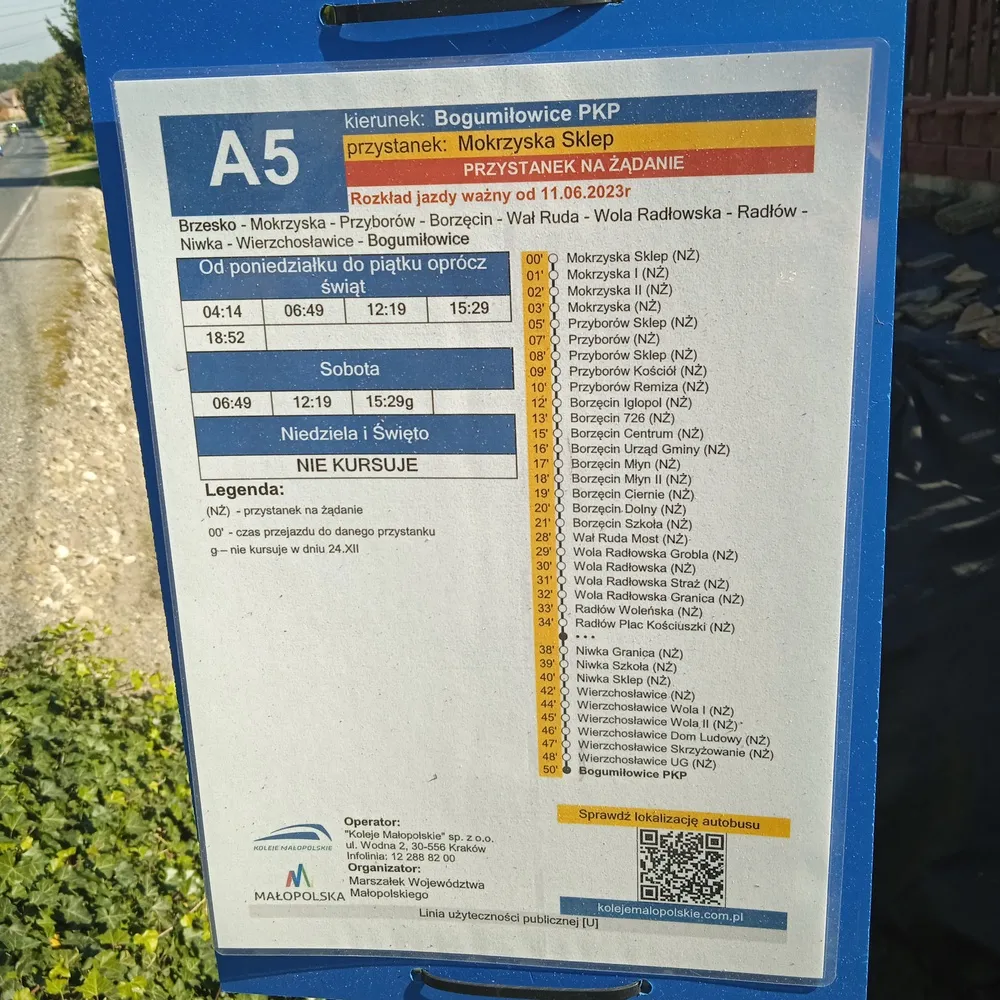 A5
kierunek: Bogumiłowice PKP
przystanek: Mokrzyska Sklep
PRZYSTANEK NA ŻĄDANIE
Rozkład jazdy ważny od 11.06.2023r
Brzesko - Mokrzyska - Przyborów - Borzęcin - Wał Ruda - Wola Radłowska - Radłów -
Niwka - Wierzchosławice - Bogumiłowice
Od poniedziałku do piątku oprócz
świąt
04:14 06:49 12:19 15:29
18:52
Sobota
06:49 12:19 15:29g
Niedziela i Święto
NIE KURSUJE
Legenda:
(NŻ) - przystanek na żądanie
00' - czas przejazdu do danego przystanku
g – nie kursuje w dniu 24.XII
00' Mokrzyska Sklep (NŻ)
01' Mokrzyska I (NŻ)
02' Mokrzyska II (NŻ)
03' Mokrzyska (NŻ)
05' Przyborów Sklep (NŻ)
07' Przyborów (NŻ)
08' Przyborów Sklep (NŻ)
09' Przyborów Kościół (NŻ)
10' Przyborów Remiza (NŻ)
12' Borzęcin Iglopol (NŻ)
13' Borzęcin 726 (NŻ)
15' Borzęcin Centrum (NŻ)
16' Borzęcin Urząd Gminy (NŻ)
17' Borzęcin Młyn (NŻ)
18' Borzęcin Młyn II (NŻ)
19' Borzęcin Ciernie (NŻ)
20' Borzęcin Dolny (NŻ)
21' Borzęcin Szkoła (NŻ)
28' Wał Ruda Most (NŻ)
29' Wola Radłowska Grobla (NŻ)
30' Wola Radłowska (NŻ)
31' Wola Radłowska Straż (NŻ)
32' Wola Radłowska Granica (NŻ)
33' Radłów Woleńska (NŻ)
34' Radłów Plac Kościuszki (NŻ)
• • •
38' Niwka Granica (NŻ)
39' Niwka Szkoła (NŻ)
40' Niwka Sklep (NŻ)
42' Wierzchosławice (NŻ)
44' Wierzchosławice Wola I (NŻ)
45' Wierzchosławice Wola II (NŻ)
46' Wierzchosławice Dom Ludowy (NŻ)
47' Wierzchosławice Skrzyżowanie (NŻ)
48' Wierzchosławice UG (NŻ)
50' Bogumiłowice PKP
KOLEJE MAŁOPOLSKIE
MAŁOPOLSKA
Operator:
"Koleje Małopolskie" sp. z o.o.
ul. Wodna 2, 30-556 Kraków
Infolinia: 12 288 82 00
Organizator:
Marszałek Województwa
Małopolskiego
Sprawdź lokalizację autobusu
kolejemalopolskie.com.pl
Linia użyteczności publicznej [U]